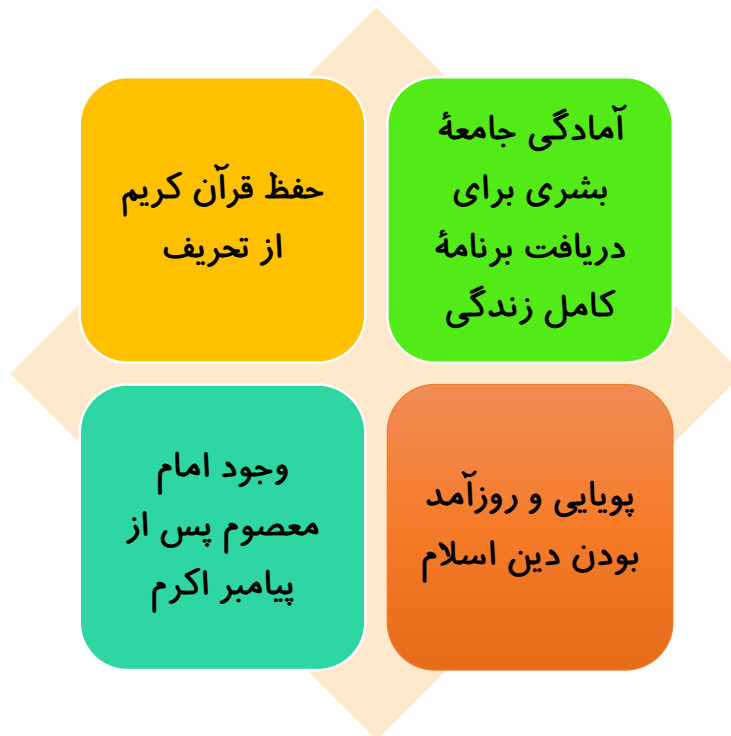 آمادگی جامعهٔ
بشری برای
دریافت برنامهٔ
کامل زندگی
حفظ قرآن کریم
از تحریف
پویایی و روزآمد
بودن دین اسلام
وجود امام
معصوم پس از
پیامبر اکرم